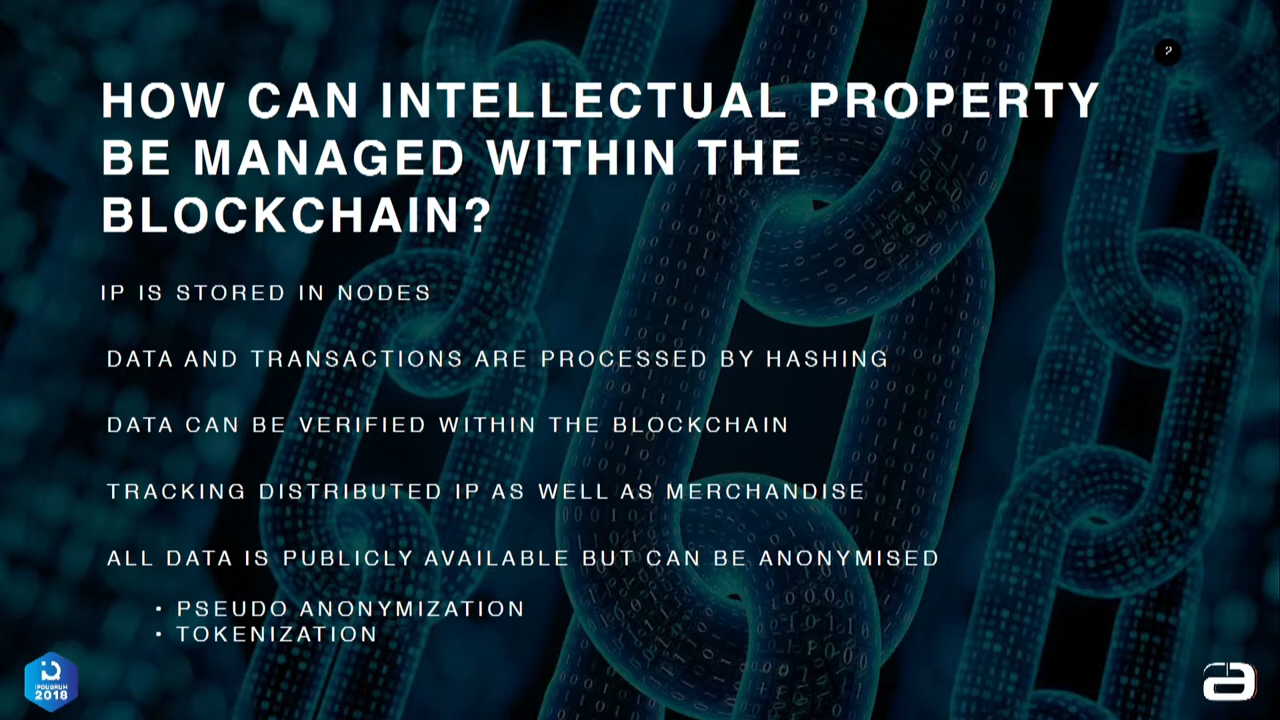 2
HOW CAN INTELLECTUAL PROPERTY
BE MANAGED WITHIN THE
BLOCKCHAIN?
IP IS STORED IN NODES
DATA AND TRANSACTIONS ARE PROCESSED BY HASHING
DATA CAN BE VERIFIED WITHIN THE BLOCKCHAIN
TRACKING DISTRIBUTED IP AS WELL AS MERCHANDISE
ALL DATA IS PUBLICLY AVAILABLE BUT CAN BE ANONYMISED
• PSEUDO ANONYMIZATION
• TOKENIZATION
2018